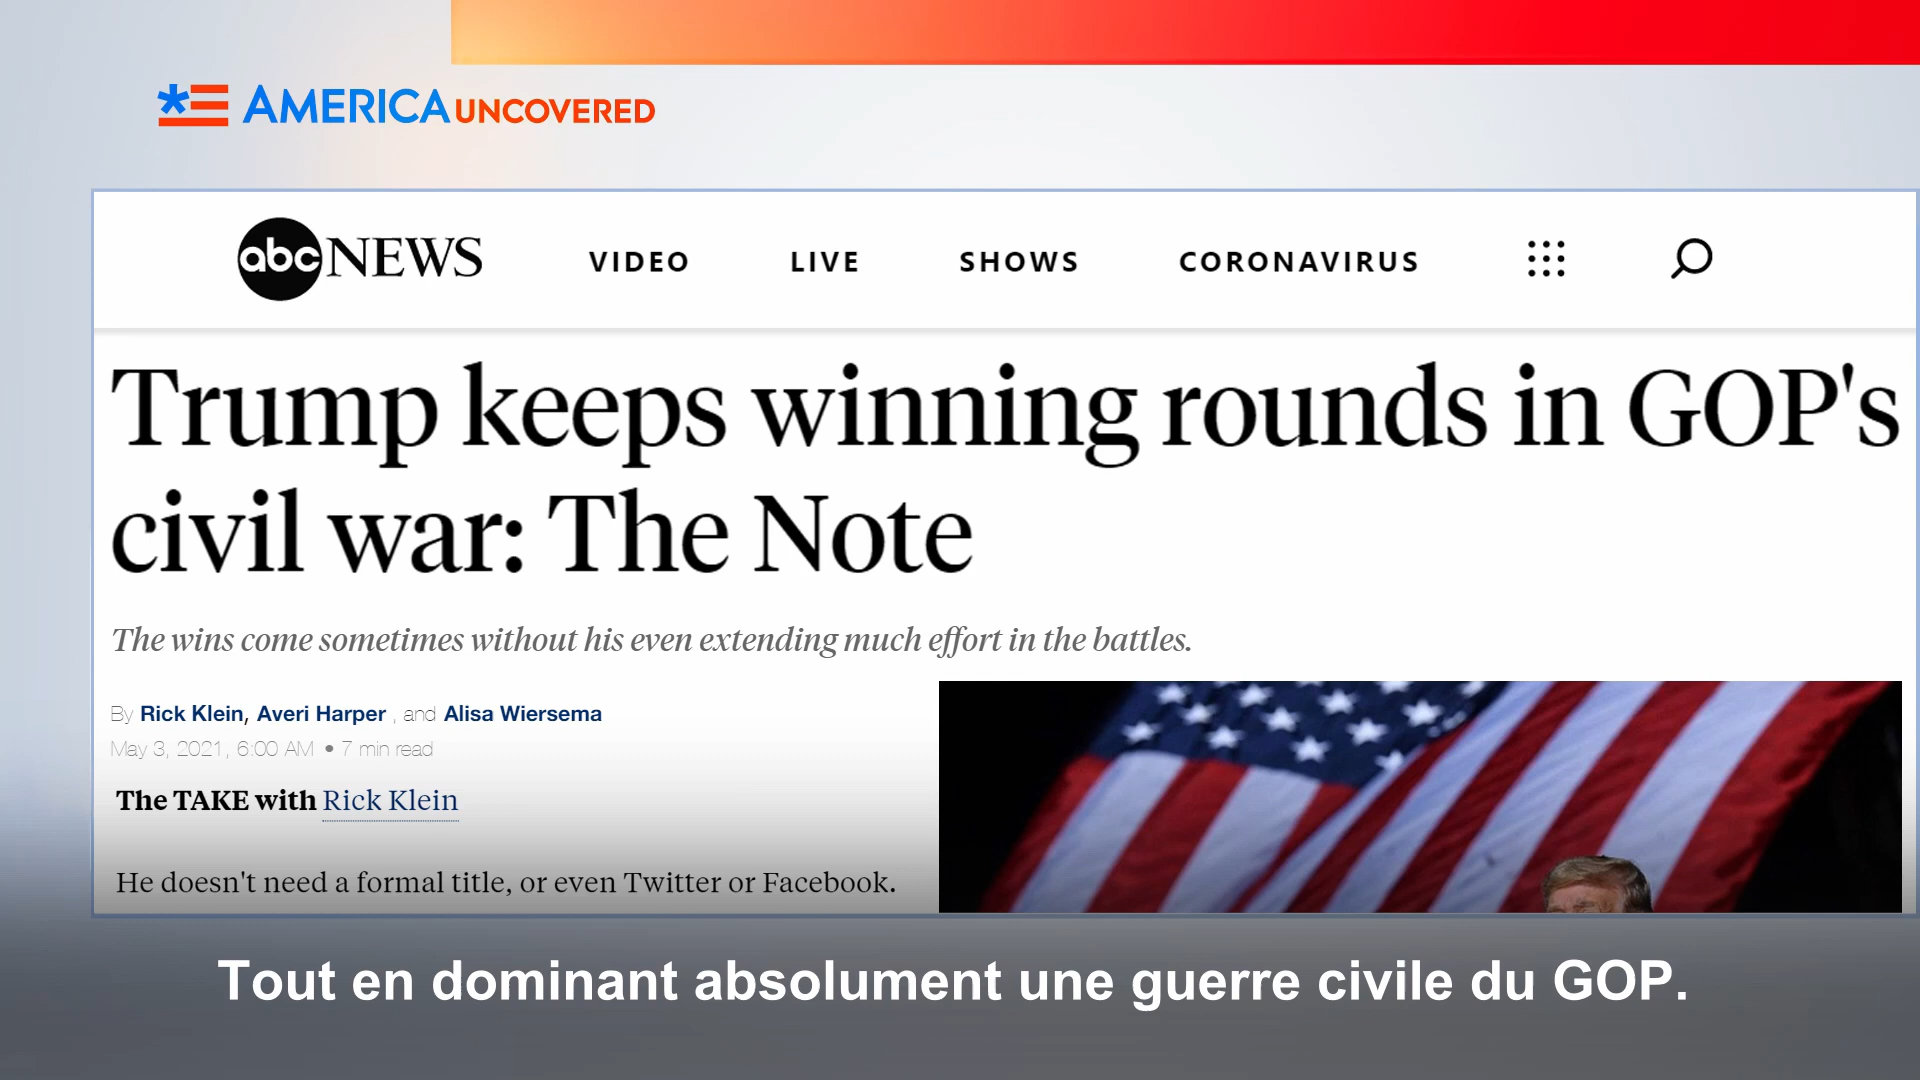 AMERICA UNCOVERED
abc NEWS VIDEO LIVE SHOWS CORONAVIRUS
Trump keeps winning rounds in GOP's
civil war: The Note
The wins come sometimes without his even extending much effort in the battles.
By Rick Klein, Averi Harper , and Alisa Wiersema
May 3, 2021, 6:00 AM • 7 min read
The TAKE with Rick Klein
He doesn't need a formal title, or even Twitter or Facebook.
Tout en dominant absolument une guerre civile du GOP.